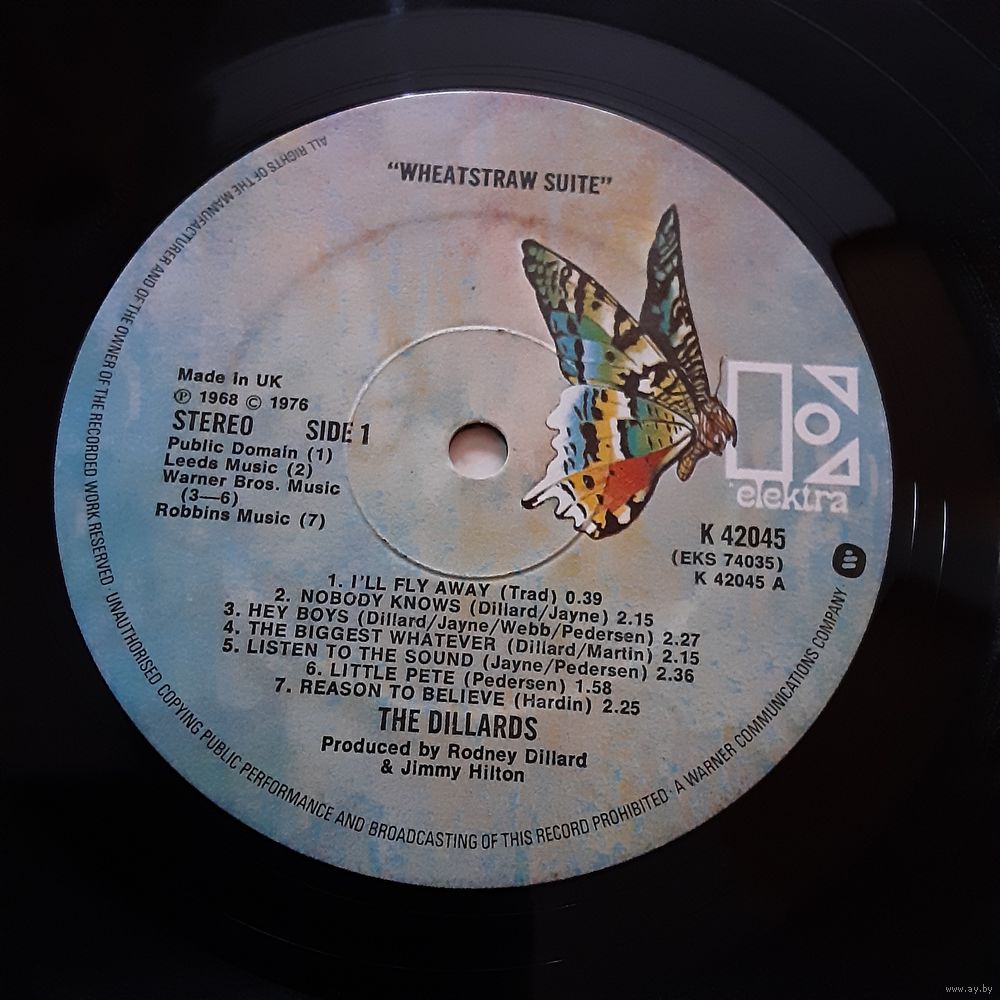 "WHEATSTRAW SUITE"
Made in UK
℗ 1968 © 1976
STEREO SIDE 1
Public Domain (1)
Leeds Music (2)
Warner Bros. Music
(3—6)
Robbins Music (7)
elektra
K 42045
(EKS 74035)
K 42045 A
1. I'LL FLY AWAY (Trad) 0.39
2. NOBODY KNOWS (Dillard/Jayne) 2.15
3. HEY BOYS (Dillard/Jayne/Webb/Pedersen) 2.27
4. THE BIGGEST WHATEVER (Dillard/Martin) 2.15
5. LISTEN TO THE SOUND (Jayne/Pedersen) 2.36
6. LITTLE PETE (Pedersen) 1.58
7. REASON TO BELIEVE (Hardin) 2.25
THE DILLARDS
Produced by Rodney Dillard
& Jimmy Hilton
ALL RIGHTS OF THE MANUFACTURER AND OF THE OWNER OF THE RECORDED WORK RESERVED · UNAUTHORISED COPYING PUBLIC PERFORMANCE AND BROADCASTING OF THIS RECORD PROHIBITED · A WARNER COMMUNICATIONS COMPANY
www.ay.by